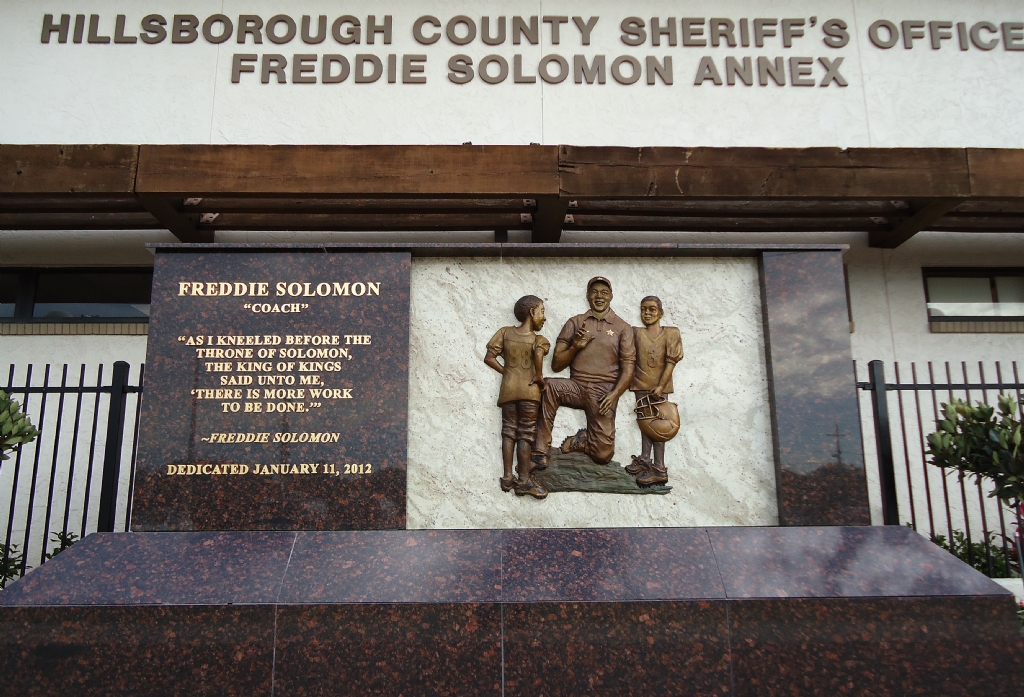 HILLSBOROUGH COUNTY SHERIFF'S OFFICE
FREDDIE SOLOMON ANNEX
FREDDIE SOLOMON
"COACH"
"AS I KNEELED BEFORE THE
THRONE OF SOLOMON,
THE KING OF KINGS
SAID UNTO ME,
'THERE IS MORE WORK
TO BE DONE.'"
~FREDDIE SOLOMON
DEDICATED JANUARY 11, 2012